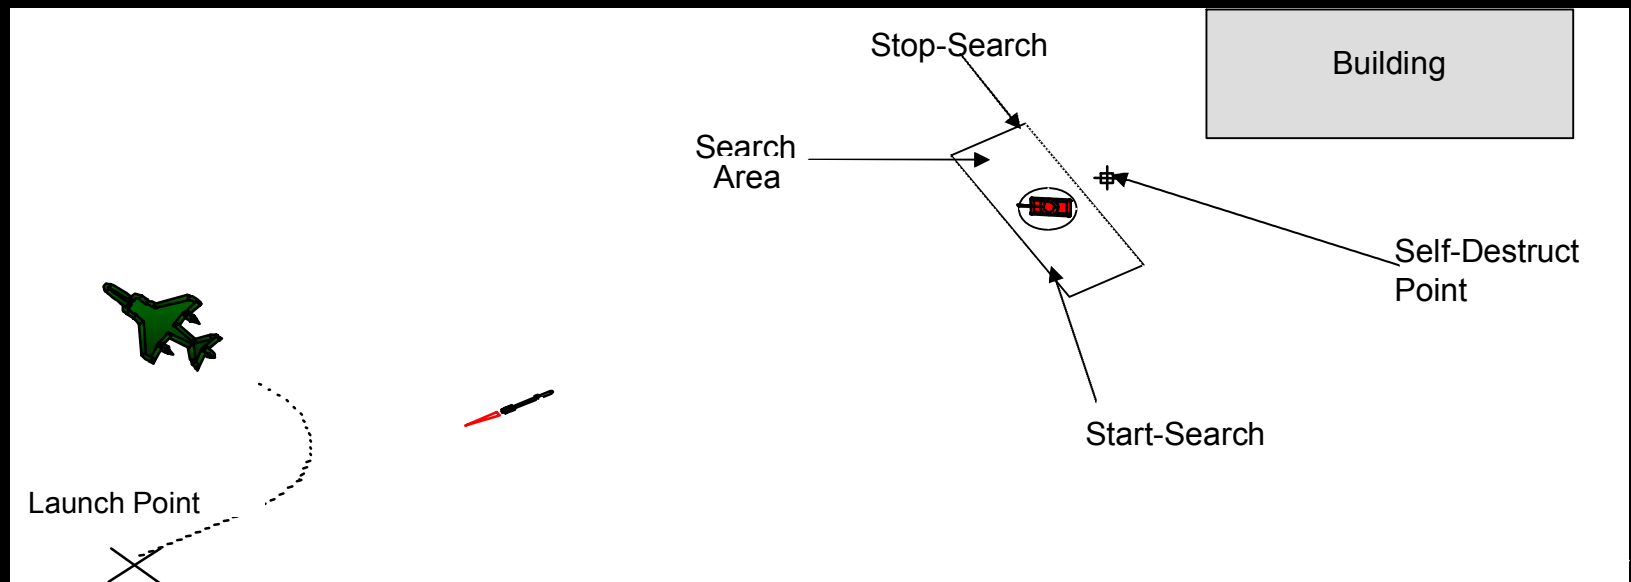 Stop-Search
Building
Search
Area
Self-Destruct
Point
Start-Search
Launch Point